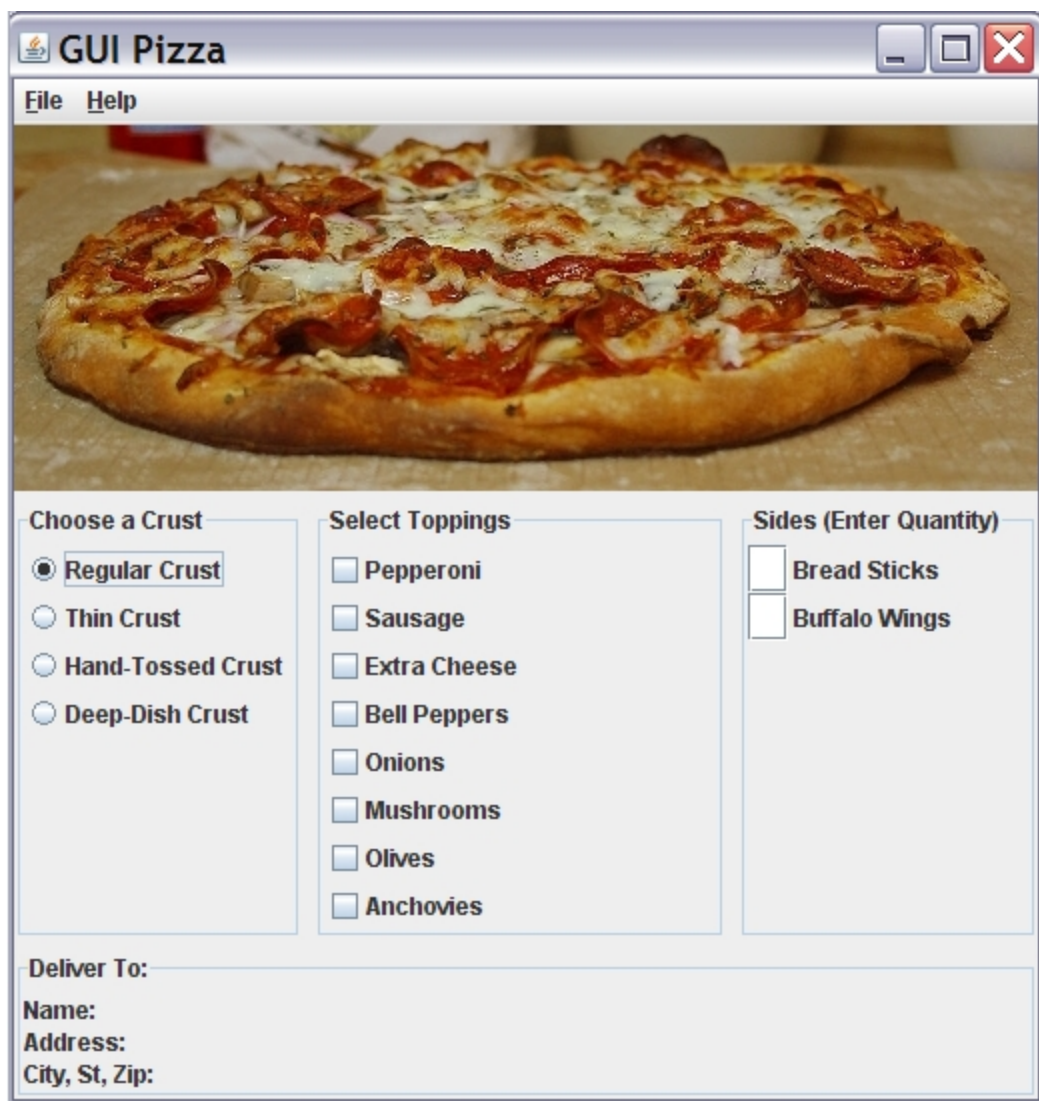 GUI Pizza
File Help
Choose a Crust
Regular Crust
Thin Crust
Hand-Tossed Crust
Deep-Dish Crust
Select Toppings
Pepperoni
Sausage
Extra Cheese
Bell Peppers
Onions
Mushrooms
Olives
Anchovies
Sides (Enter Quantity)
Bread Sticks
Buffalo Wings
Deliver To:
Name:
Address:
City, St, Zip: